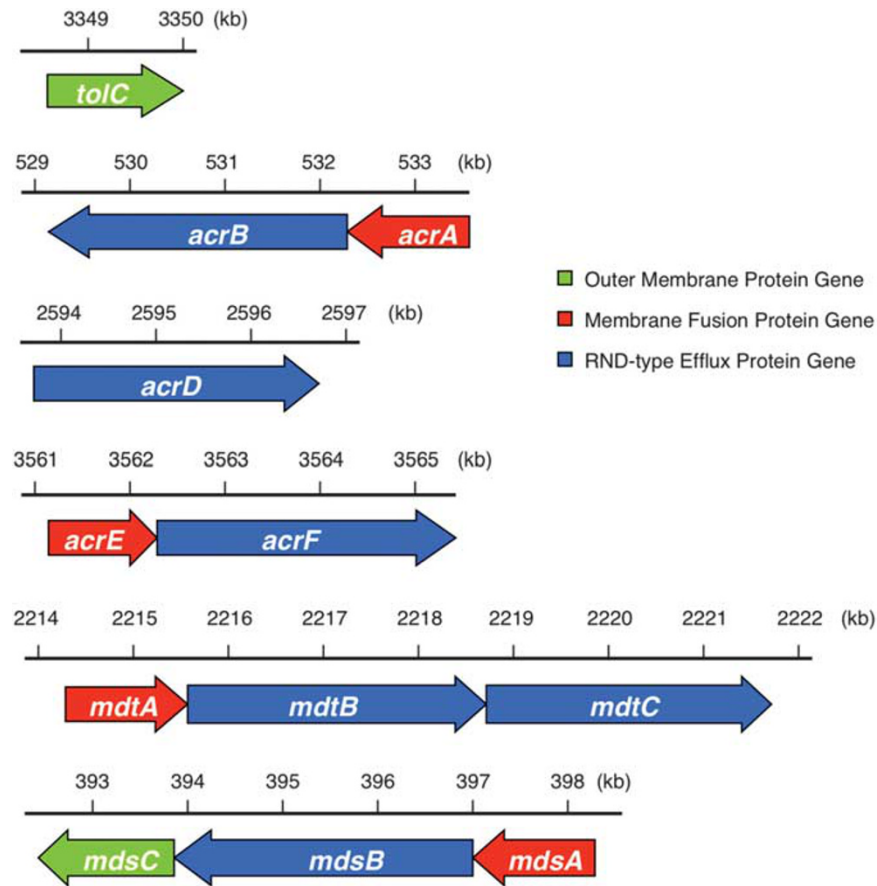 3349 3350 (kb)
tolC
529 530 531 532 533 (kb)
acrB acrA
Outer Membrane Protein Gene
Membrane Fusion Protein Gene
RND-type Efflux Protein Gene
2594 2595 2596 2597 (kb)
acrD
3561 3562 3563 3564 3565 (kb)
acrE acrF
2214 2215 2216 2217 2218 2219 2220 2221 2222 (kb)
mdtA mdtB mdtC
393 394 395 396 397 398 (kb)
mdsC mdsB mdsA